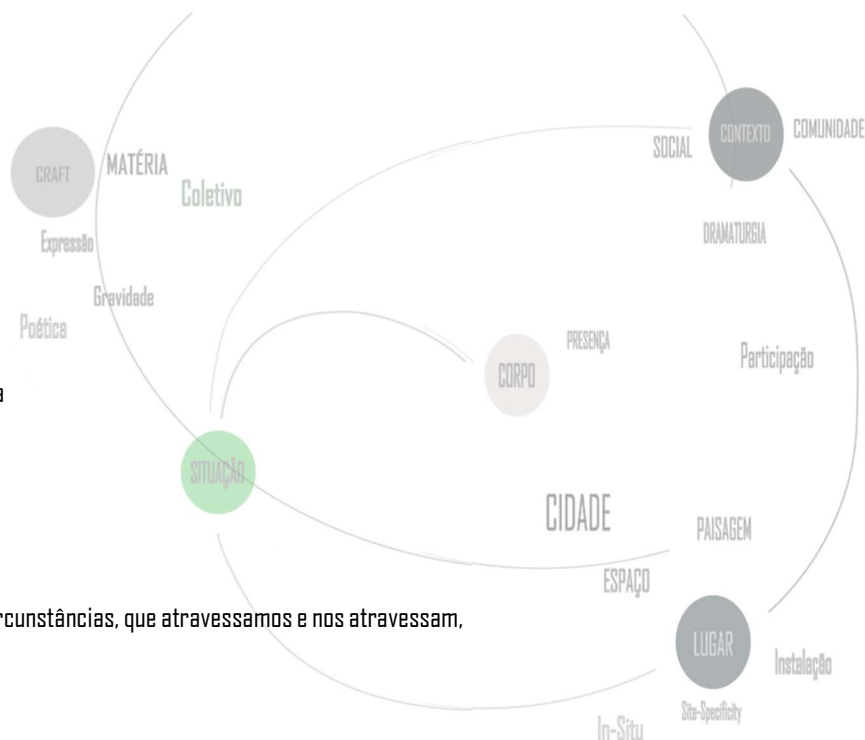 CONTEXTO
COMUNIDADE
SOCIAL
CRAFT
MATÉRIA
Coletivo
DRAMATURGIA
Expressão
Gravidade
Poética
PRESENÇA
Participação
CORPO
a
SITUAÇÃO
CIDADE
PAISAGEM
ESPAÇO
rcunstâncias, que atravessamos e nos atravessam,
LUGAR
Instalação
Site-Specificity
In-Situ